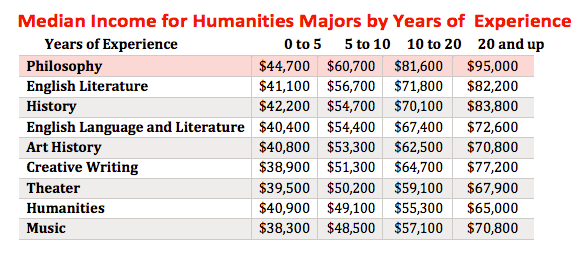 Median Income for Humanities Majors by Years of Experience
Years of Experience 0 to 5 5 to 10 10 to 20 20 and up
Philosophy $44,700 $60,700 $81,600 $95,000
English Literature $41,100 $56,700 $71,800 $82,200
History $42,200 $54,700 $70,100 $83,800
English Language and Literature $40,400 $54,400 $67,400 $72,600
Art History $40,800 $53,300 $62,500 $70,800
Creative Writing $38,900 $51,300 $64,700 $77,200
Theater $39,500 $50,200 $59,100 $67,900
Humanities $40,900 $49,100 $55,300 $65,000
Music $38,300 $48,500 $57,100 $70,800